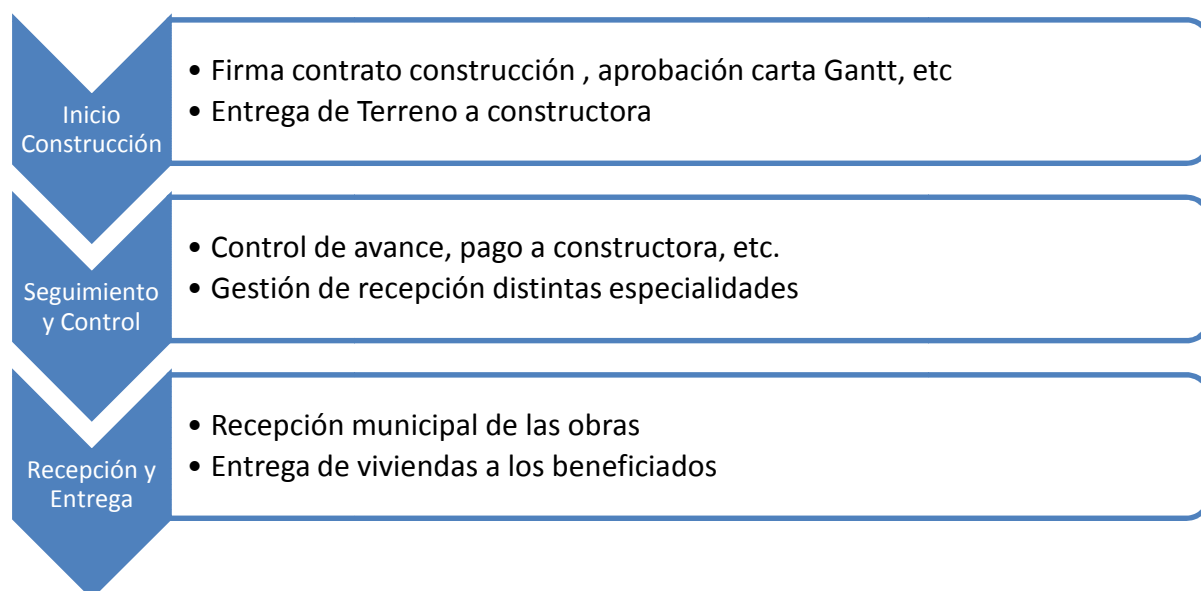 Inicio
Construcción
• Firma contrato construcción , aprobación carta Gantt, etc
• Entrega de Terreno a constructora
Seguimiento
y Control
• Control de avance, pago a constructora, etc.
• Gestión de recepción distintas especialidades
Recepción y
Entrega
• Recepción municipal de las obras
• Entrega de viviendas a los beneficiados